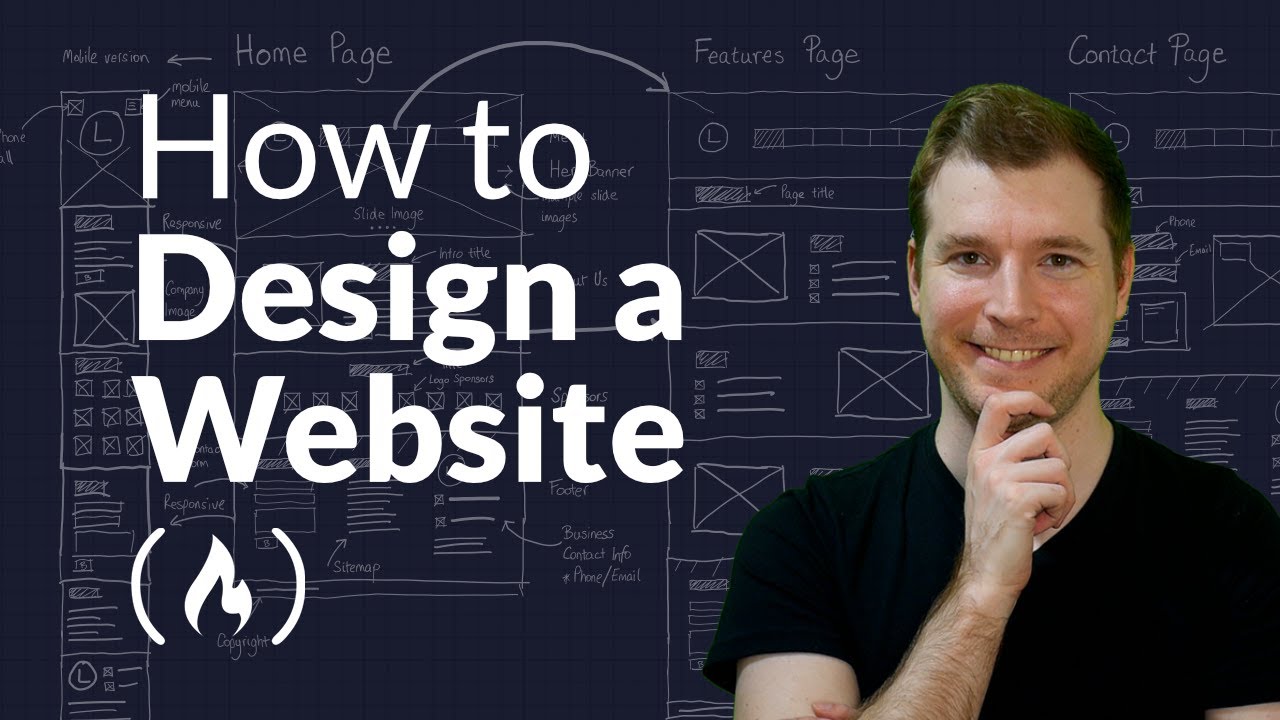 Mobile version
Home Page
Features Page
Contact Page
mobile
menu
How to
Design a
Website
L
L
L
L
Hero Banner
slide
images
Slide Image
Page title
Phone
Email
Responsive
Intro title
Us
Company
Image
Logo Sponsors
Sponsors
Responsive
Footer
Sitemap
Business
Contact Info
*Phone/Email
Copyright
L